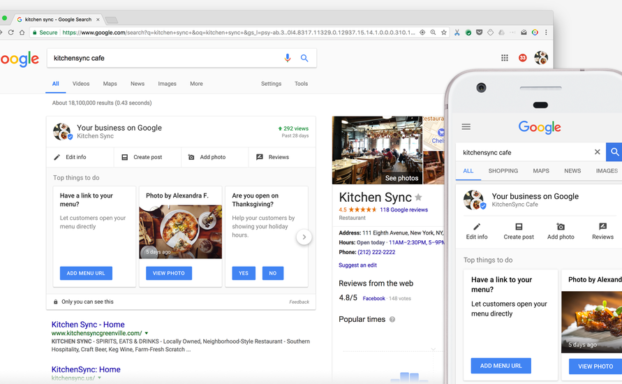 kitchen sync - Google Search
Secure
https://www.google.com/search?q=kitchen+sync+&oq=kitchen+sync+&gs_l=psy-ab.3..0l4.8317.11329.0.12937.15.14.1.0.0.0.310.1...
oogle
kitchensync cafe
All
Videos
Maps
News
Images
More
Settings
Tools
About 18,100,000 results (0.43 seconds)
Your business on Google
Kitchen Sync
292 views
Past 28 days
Edit info
Create post
Add photo
Reviews
Top things to do
Have a link to your
menu?
Let customers open your
menu directly
ADD MENU URL
Photo by Alexandra F.
5 days ago
VIEW PHOTO
Are you open on
Thanksgiving?
Help your customers by
showing your holiday
hours.
YES
NO
Only you can see this
Feedback
Kitchen Sync - Home
www.kitchensyncgreenville.com/
KITCHEN SYNC - SPIRITS, EATS & DRINKS - Locally Owned, Neighborhood-Style Restaurant - Southern
Hospitality, Craft Beer, Keg Wine, Farm-Fresh Scratch ...
KitchenSync: Home
kitchensync.us/
See photos
Kitchen Sync
4.5
118 Google reviews
Restaurant
Address: 111 Eighth Avenue, New York, NY,
Hours: Open today · 11AM–2:30PM, 5–9P
Phone: (212) 222-2222
Suggest an edit
Reviews from the web
4.8/5
Facebook · 148 votes
Popular times
Google
kitchensync cafe
ALL
SHOPPING
MAPS
NEWS
IMAGES
Your business on Google
KitchenSync Cafe
Edit info
Create post
Add photo
Reviews
Top things to do
Have a link to your
menu?
Let customers open your
menu directly
ADD MENU URL
Photo by Alexand
5 days ago
VIEW PHOTO